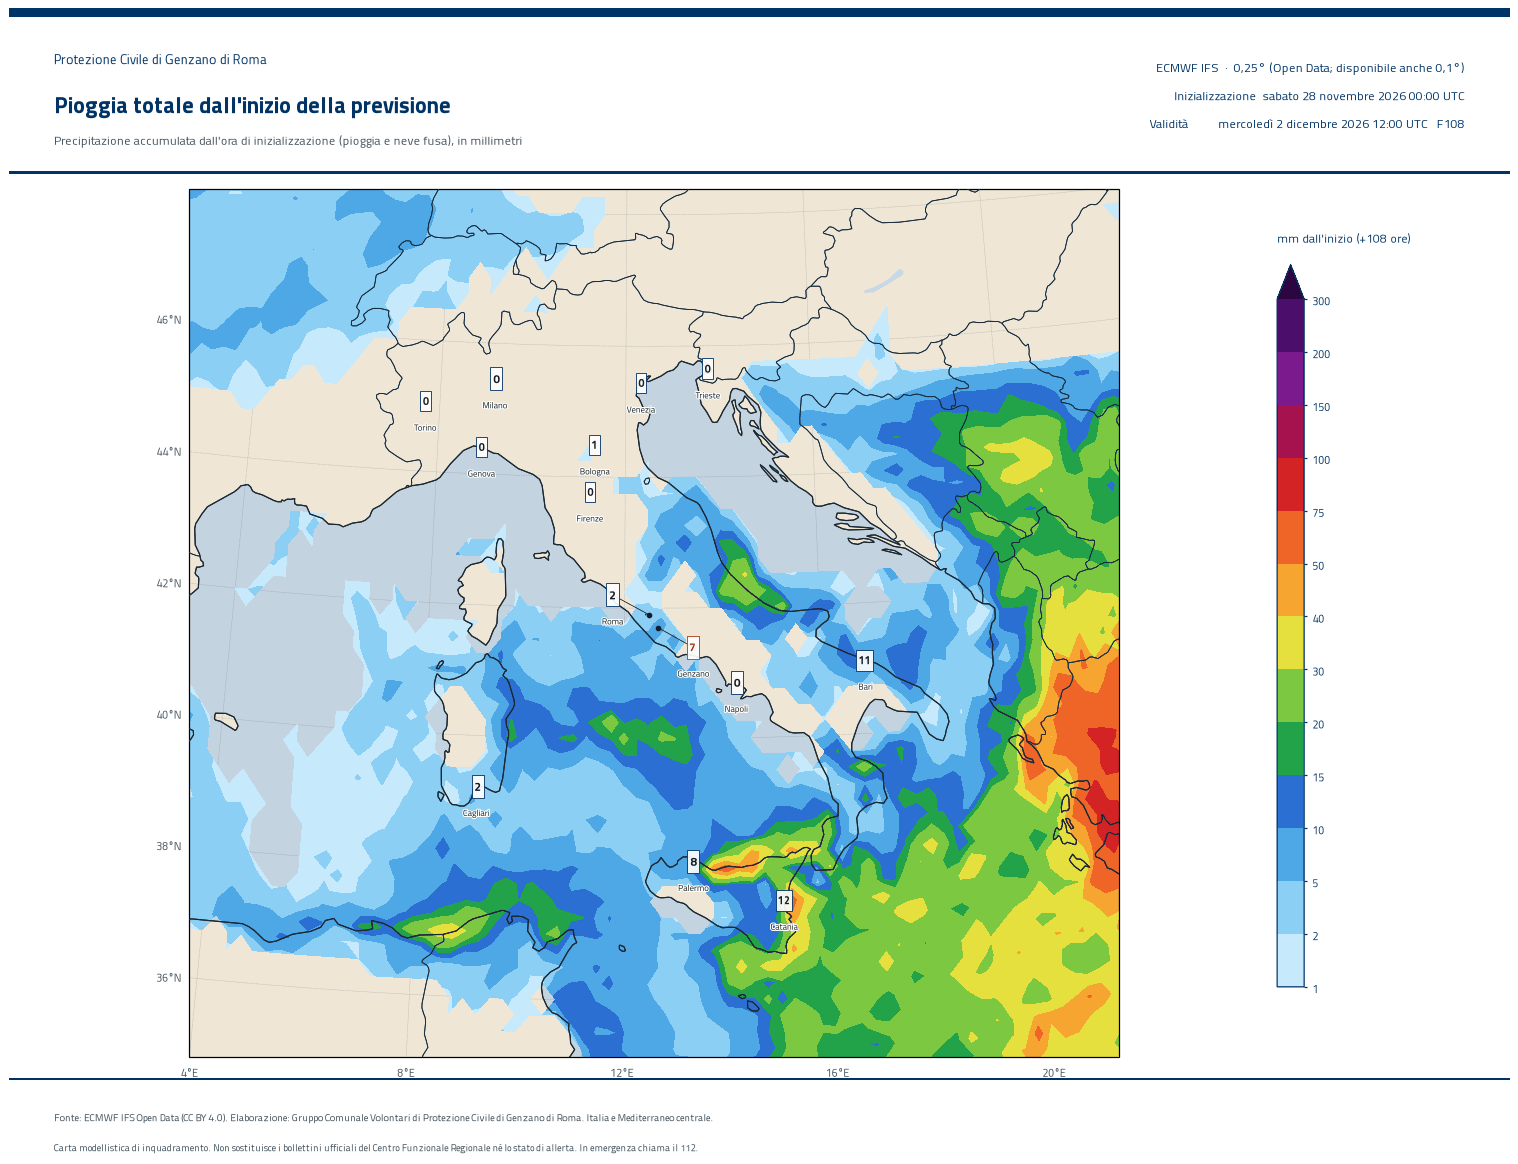 Protezione Civile di Genzano di Roma
Pioggia totale dall'inizio della previsione
Precipitazione accumulata dall'ora di inizializzazione (pioggia e neve fusa), in millimetri
ECMWF IFS · 0,25° (Open Data; disponibile anche 0,1°)
Inizializzazione sabato 28 novembre 2026 00:00 UTC
Validità mercoledì 2 dicembre 2026 12:00 UTC F108
mm dall'inizio (+108 ore)
300
200
150
100
75
50
40
30
20
15
10
5
2
1
46°N
44°N
42°N
40°N
38°N
36°N
4°E
8°E
12°E
16°E
20°E
0
Trieste
0
Milano
0
Venezia
0
Torino
0
Genova
1
Bologna
0
Firenze
2
Roma
7
Genzano
11
Bari
0
Napoli
2
Cagliari
8
Palermo
12
Catania
Fonte: ECMWF IFS Open Data (CC BY 4.0). Elaborazione: Gruppo Comunale Volontari di Protezione Civile di Genzano di Roma. Italia e Mediterraneo centrale.
Carta modellistica di inquadramento. Non sostituisce i bollettini ufficiali del Centro Funzionale Regionale né lo stato di allerta. In emergenza chiama il 112.